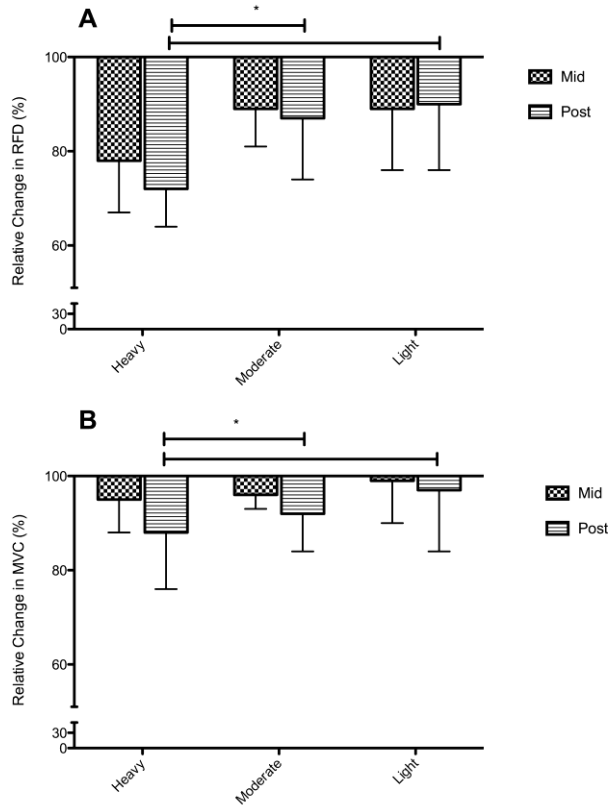 A
*
100
80
60
30
0
Relative Change in RFD (%)
Heavy
Moderate
Light
Mid
Post
B
*
100
80
60
30
0
Relative Change in MVC (%)
Heavy
Moderate
Light
Mid
Post